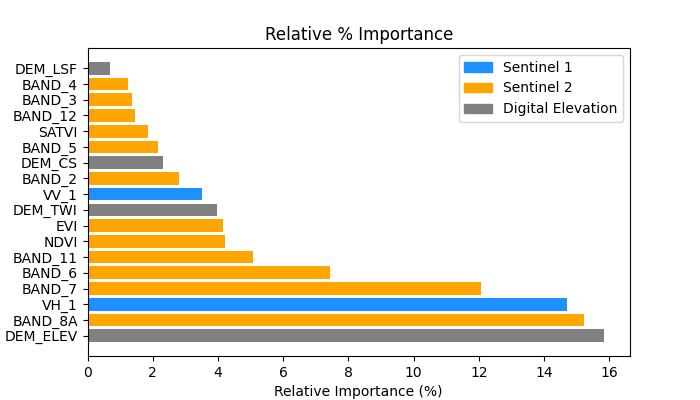 Relative % Importance
Sentinel 1
Sentinel 2
Digital Elevation
DEM_LSF
BAND_4
BAND_3
BAND_12
SATVI
BAND_5
DEM_CS
BAND_2
VV_1
DEM_TWI
EVI
NDVI
BAND_11
BAND_6
BAND_7
VH_1
BAND_8A
DEM_ELEV
0 2 4 6 8 10 12 14 16
Relative Importance (%)